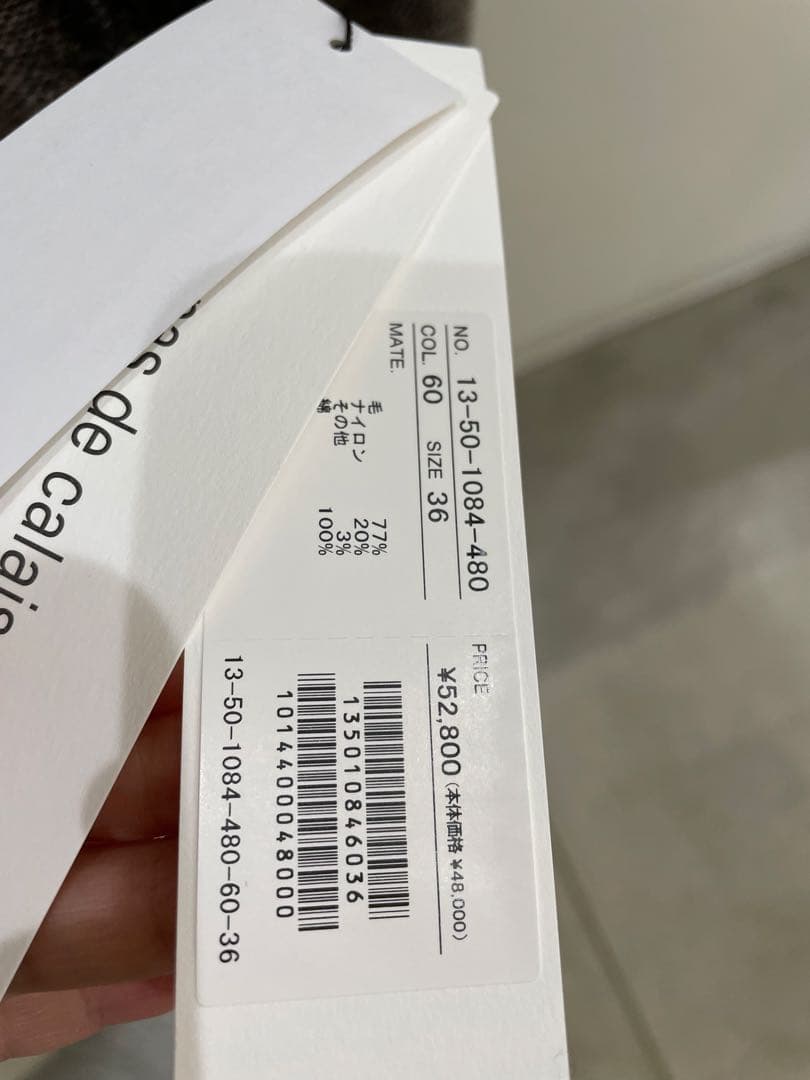 pas de calais
NO. 13-50-1084-480
COL. 60 SIZE 36
MATE.
毛 77%
ナイロン 20%
その他 3%
綿 100%
PRICE
¥52,800(本体価格¥48,000)
135010846036
1014400048000
13-50-1084-480-60-36